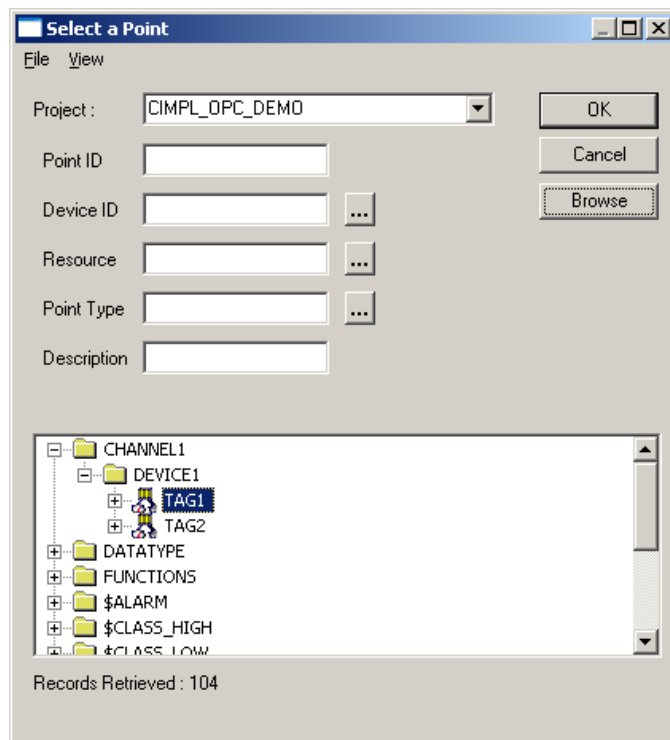 Select a Point
File View
Project : CIMPL_OPC_DEMO OK
Point ID Cancel
Device ID ... Browse
Resource ...
Point Type ...
Description
CHANNEL1
DEVICE1
TAG1
TAG2
DATATYPE
FUNCTIONS
$ALARM
$CLASS_HIGH
$CLASS_LOW
Records Retrieved : 104